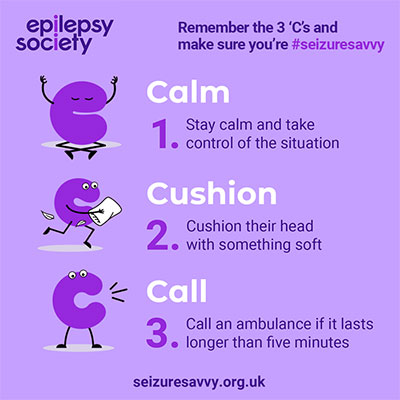 epilepsy
society
Remember the 3 ‘C’s and
make sure you’re #seizuresavvy
Calm
1. Stay calm and take
control of the situation
Cushion
2. Cushion their head
with something soft
Call
3. Call an ambulance if it lasts
longer than five minutes
seizuresavvy.org.uk